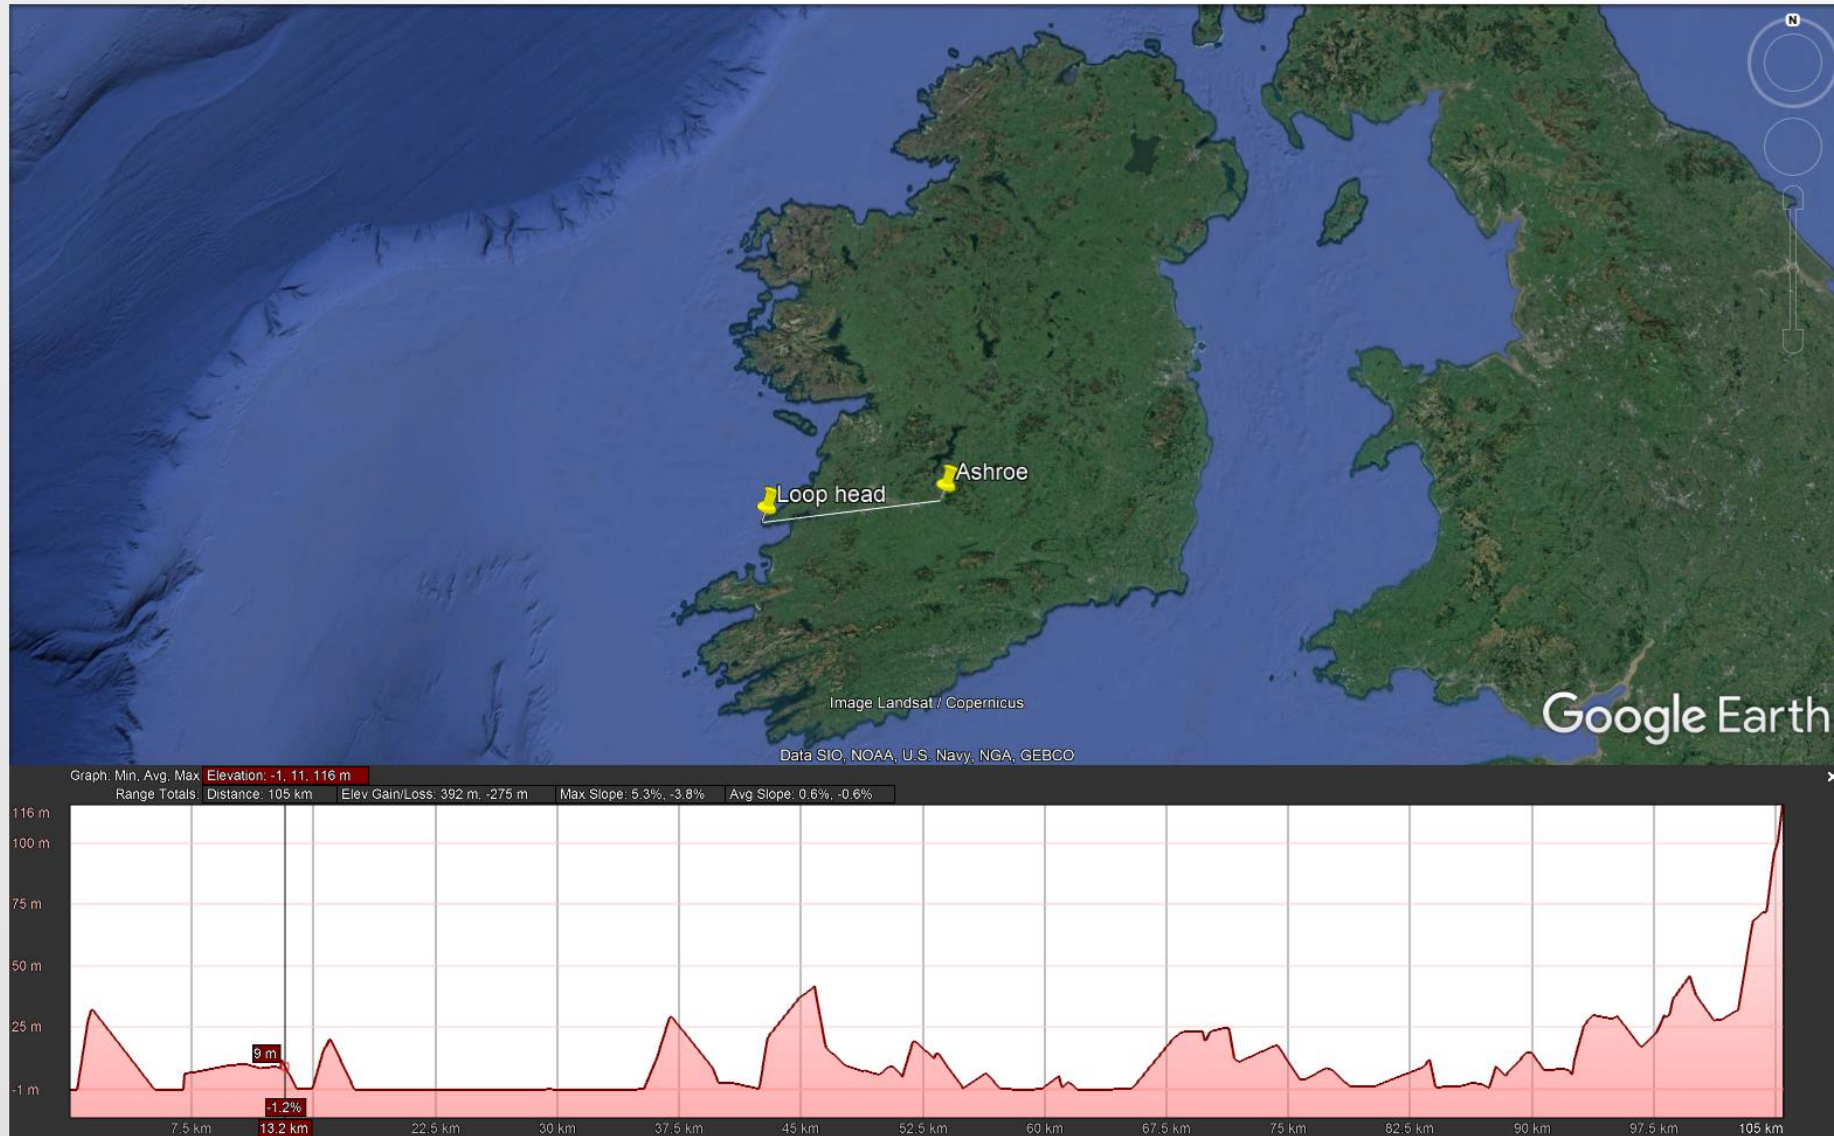 N
Ashroe
Loop head
Image Landsat / Copernicus
Google Earth
Data SIO, NOAA, U.S. Navy, NGA, GEBCO
Graph: Min, Avg, Max Elevation: -1, 11, 116 m
Range Totals: Distance: 105 km Elev Gain/Loss: 392 m, -275 m Max Slope: 5.3%, -3.8% Avg Slope: 0.6%, -0.6%
116 m
100 m
75 m
50 m
25 m
9 m
-1 m
-1.2%
7.5 km 13.2 km 22.5 km 30 km 37.5 km 45 km 52.5 km 60 km 67.5 km 75 km 82.5 km 90 km 97.5 km 105 km